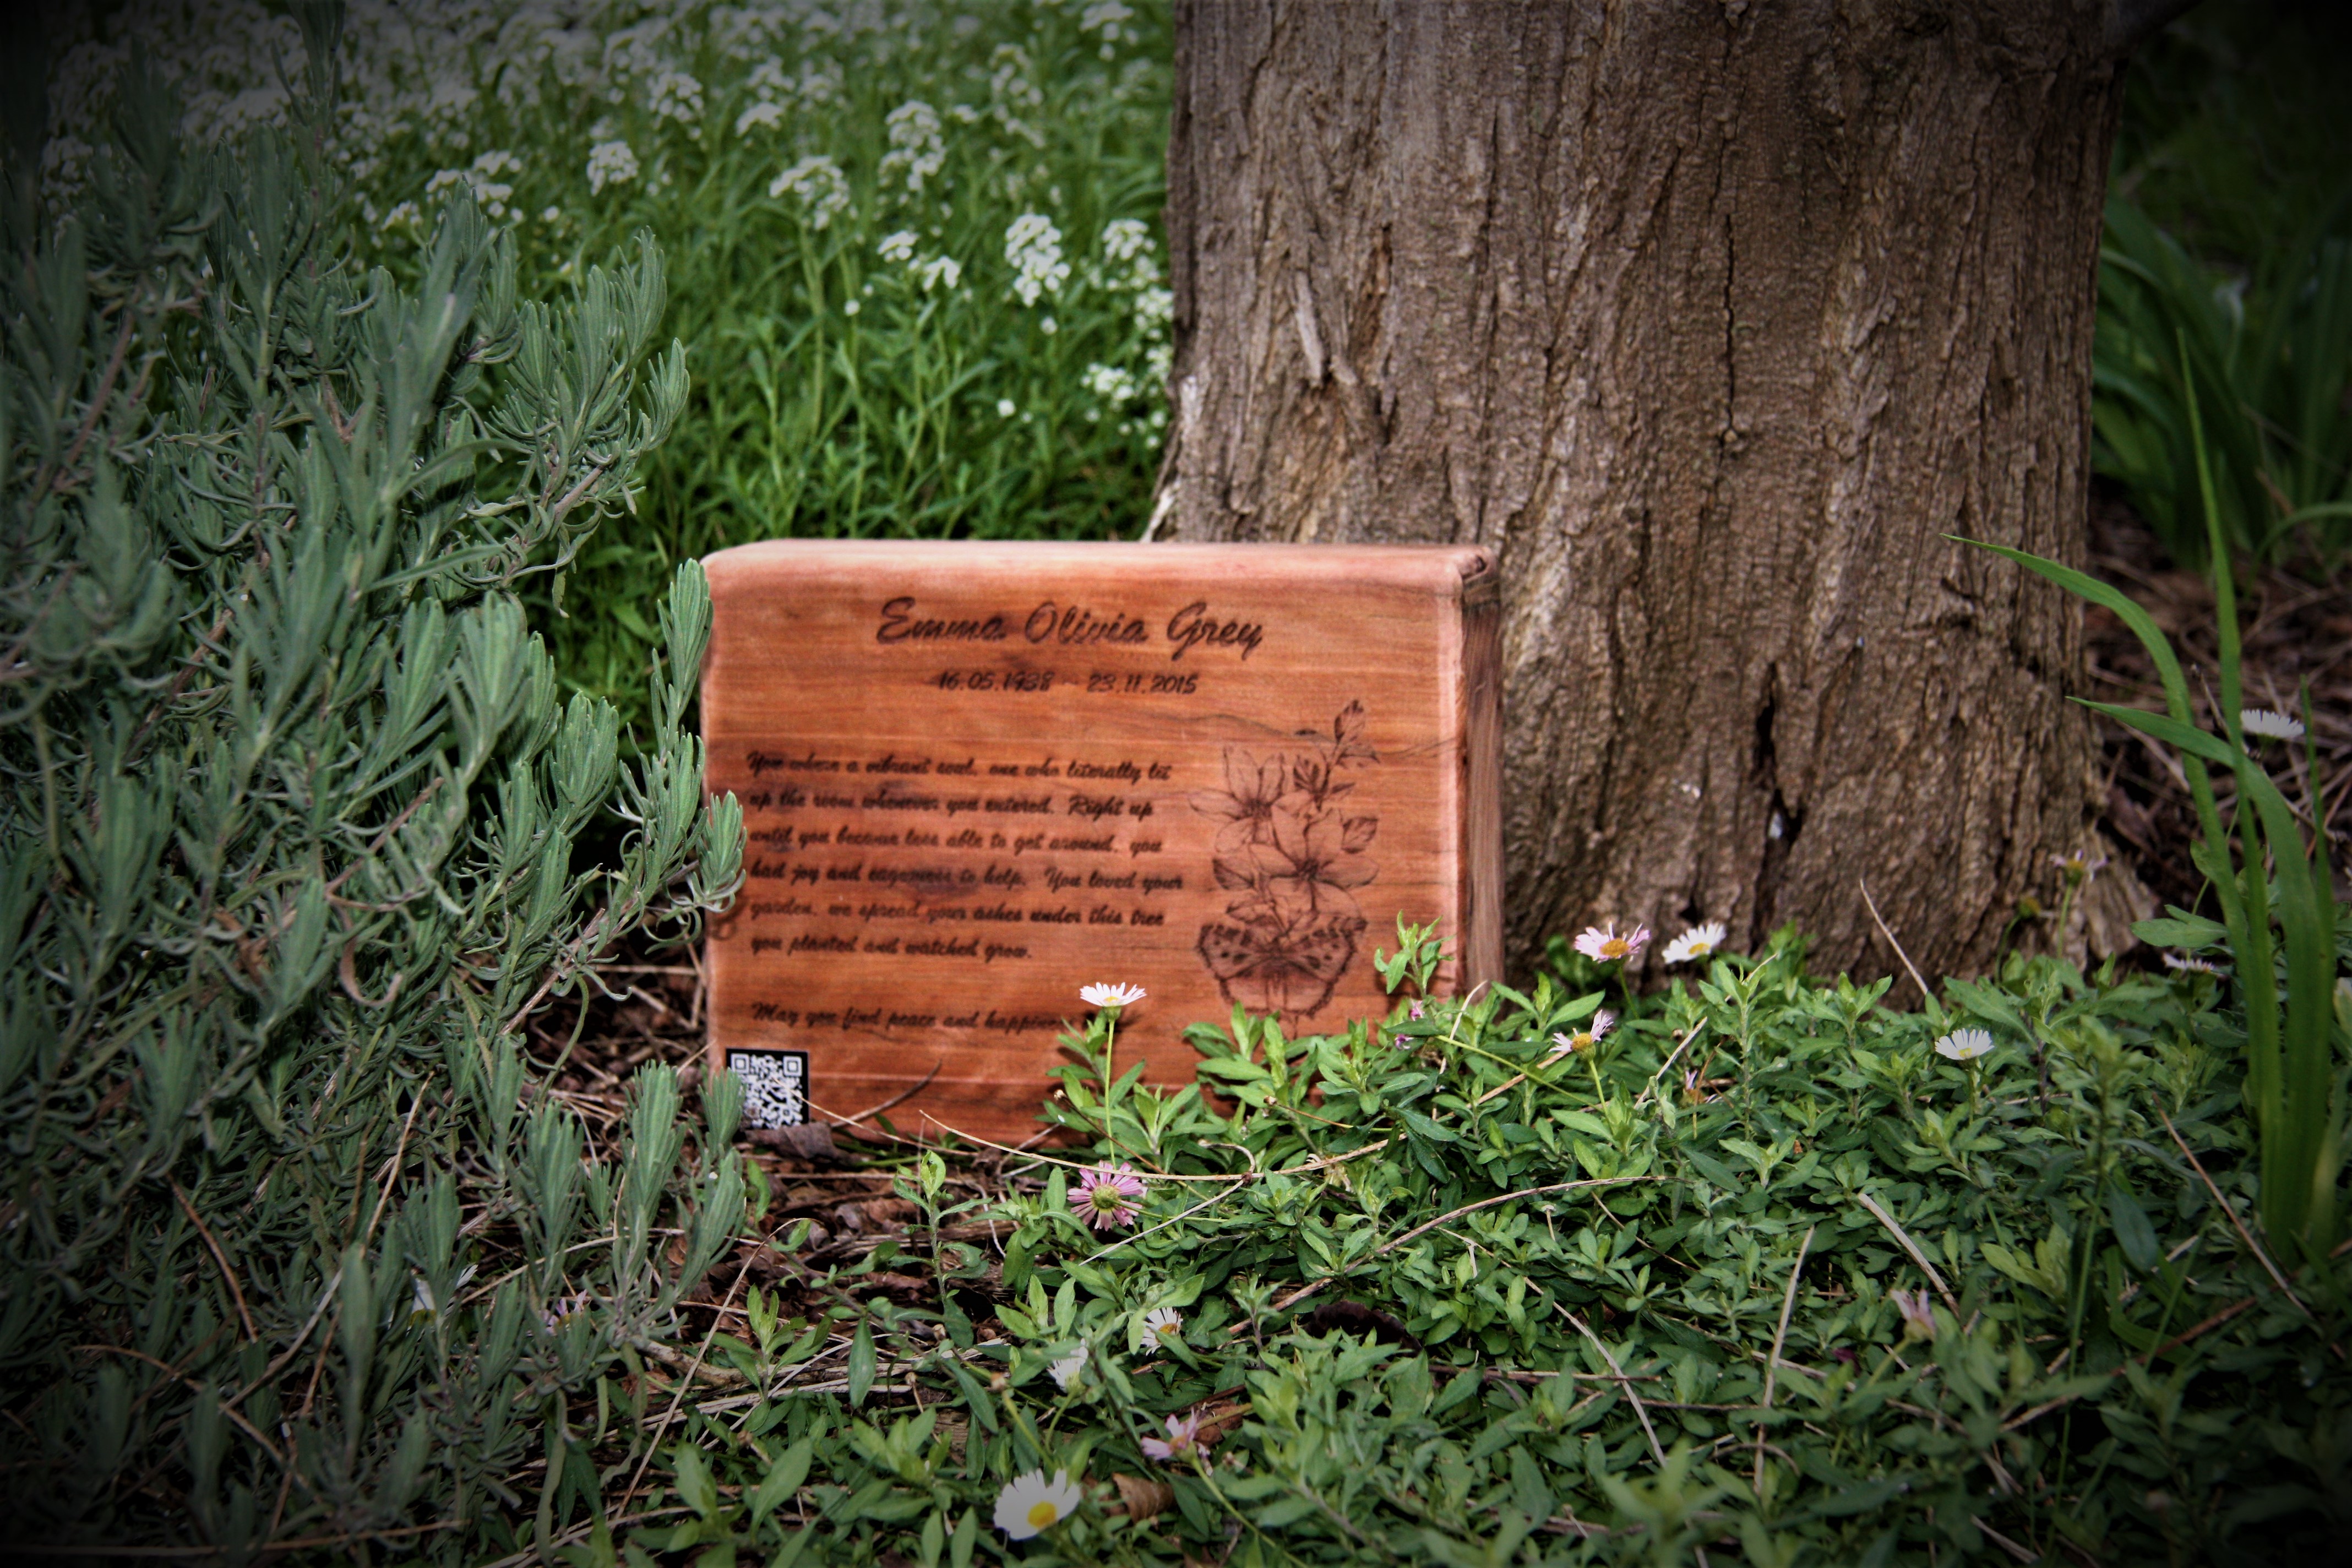 Emma Olivia Grey
16.05.1938 - 23.11.2015
You where a vibrant soul, one who literally lit
up the room whenever you entered. Right up
until you became less able to get around, you
had joy and eagerness to help. You loved your
garden, we spread your ashes under this tree
you planted and watched grow.
May you find peace and